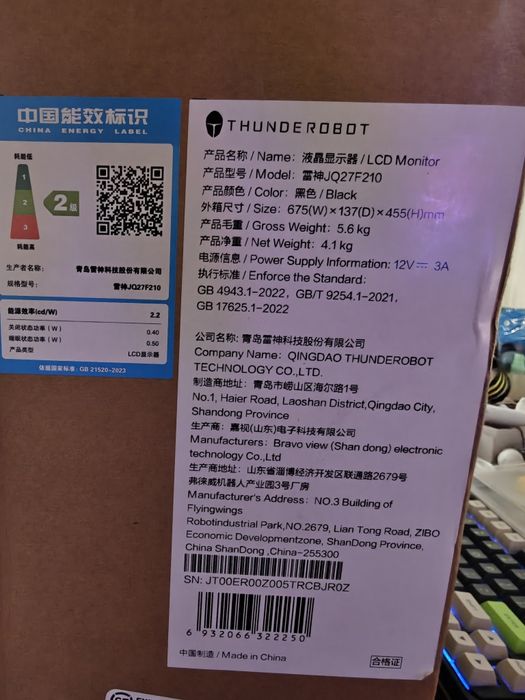 中国能效标识
CHINA ENERGY LABEL
耗能低
1
2
3
2级
耗能高
生产者名称：
青岛雷神科技股份有限公司
规格型号：
雷神JQ27F210
能源效率(cd/W) 2.2
关闭状态功率（W） 0.40
睡眠状态功率（W） 0.50
产品类型 LCD显示器
依据国家标准：GB 21520-2023
THUNDEROBOT
产品名称 / Name：液晶显示器 / LCD Monitor
产品型号 / Model：雷神JQ27F210
产品颜色 / Color：黑色 / Black
外箱尺寸 / Size：675(W)×137(D)×455(H)mm
产品毛重 / Gross Weight：5.6 kg
产品净重 / Net Weight：4.1 kg
电源信息 / Power Supply Information：12V⎓ 3A
执行标准 / Enforce the Standard：
GB 4943.1-2022，GB/T 9254.1-2021，
GB 17625.1-2022
公司名称：青岛雷神科技股份有限公司
Company Name：QINGDAO THUNDEROBOT
TECHNOLOGY CO.,LTD.
制造商地址：青岛市崂山区海尔路1号
No.1, Haier Road, Laoshan District,Qingdao City,
Shandong Province
生产商：嘉视(山东)电子科技有限公司
Manufacturers：Bravo view (Shan dong) electronic
technology Co.,Ltd
生产商地址：山东省淄博经济开发区联通路2679号
弗徕威机器人产业园3号厂房
Manufacturer's Address：NO.3 Building of
Flyingwings
Robotindustrial Park,NO.2679, Lian Tong Road, ZIBO
Economic Developmentzone, ShanDong Province,
China ShanDong ,China-255300
SN: JT00ER00Z005TRCBJR0Z
6 932066 322250
中国制造 / Made in China
合格证